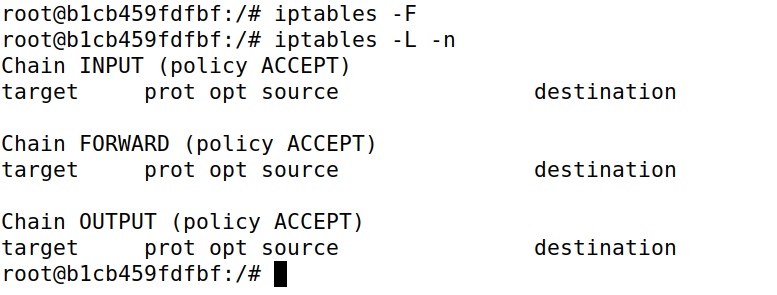 root@b1cb459fdfbf:/# iptables -F
root@b1cb459fdfbf:/# iptables -L -n
Chain INPUT (policy ACCEPT)
target     prot opt source               destination

Chain FORWARD (policy ACCEPT)
target     prot opt source               destination

Chain OUTPUT (policy ACCEPT)
target     prot opt source               destination
root@b1cb459fdfbf:/#